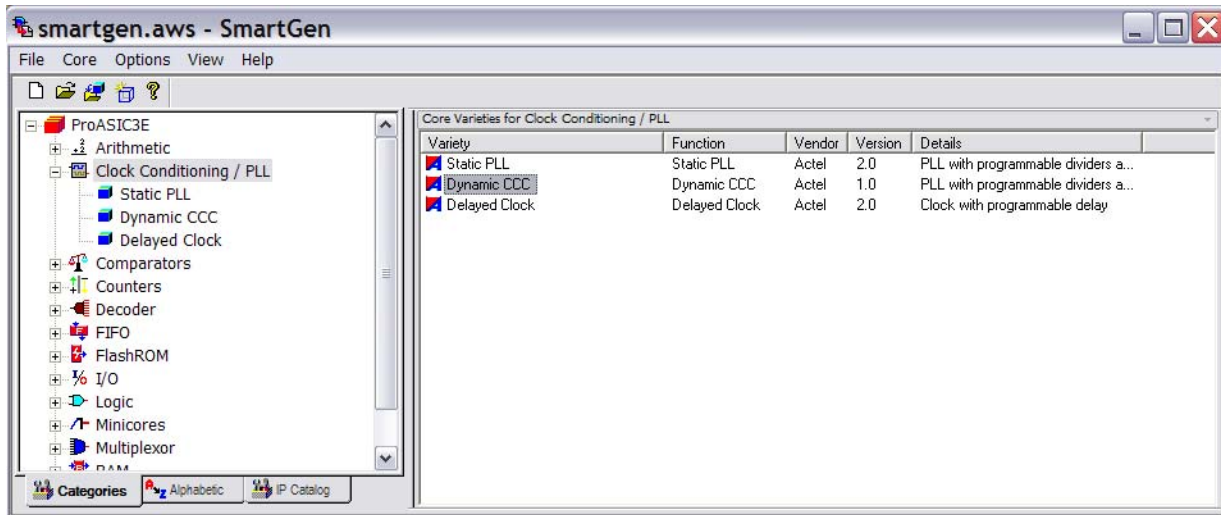 smartgen.aws - SmartGen
File Core Options View Help
ProASIC3E
Arithmetic
Clock Conditioning / PLL
Static PLL
Dynamic CCC
Delayed Clock
Comparators
Counters
Decoder
FIFO
FlashROM
I/O
Logic
Minicores
Multiplexor
RAM
Categories Alphabetic IP Catalog
Core Varieties for Clock Conditioning / PLL
Variety Function Vendor Version Details
Static PLL Static PLL Actel 2.0 PLL with programmable dividers a...
Dynamic CCC Dynamic CCC Actel 1.0 PLL with programmable dividers a...
Delayed Clock Delayed Clock Actel 2.0 Clock with programmable delay